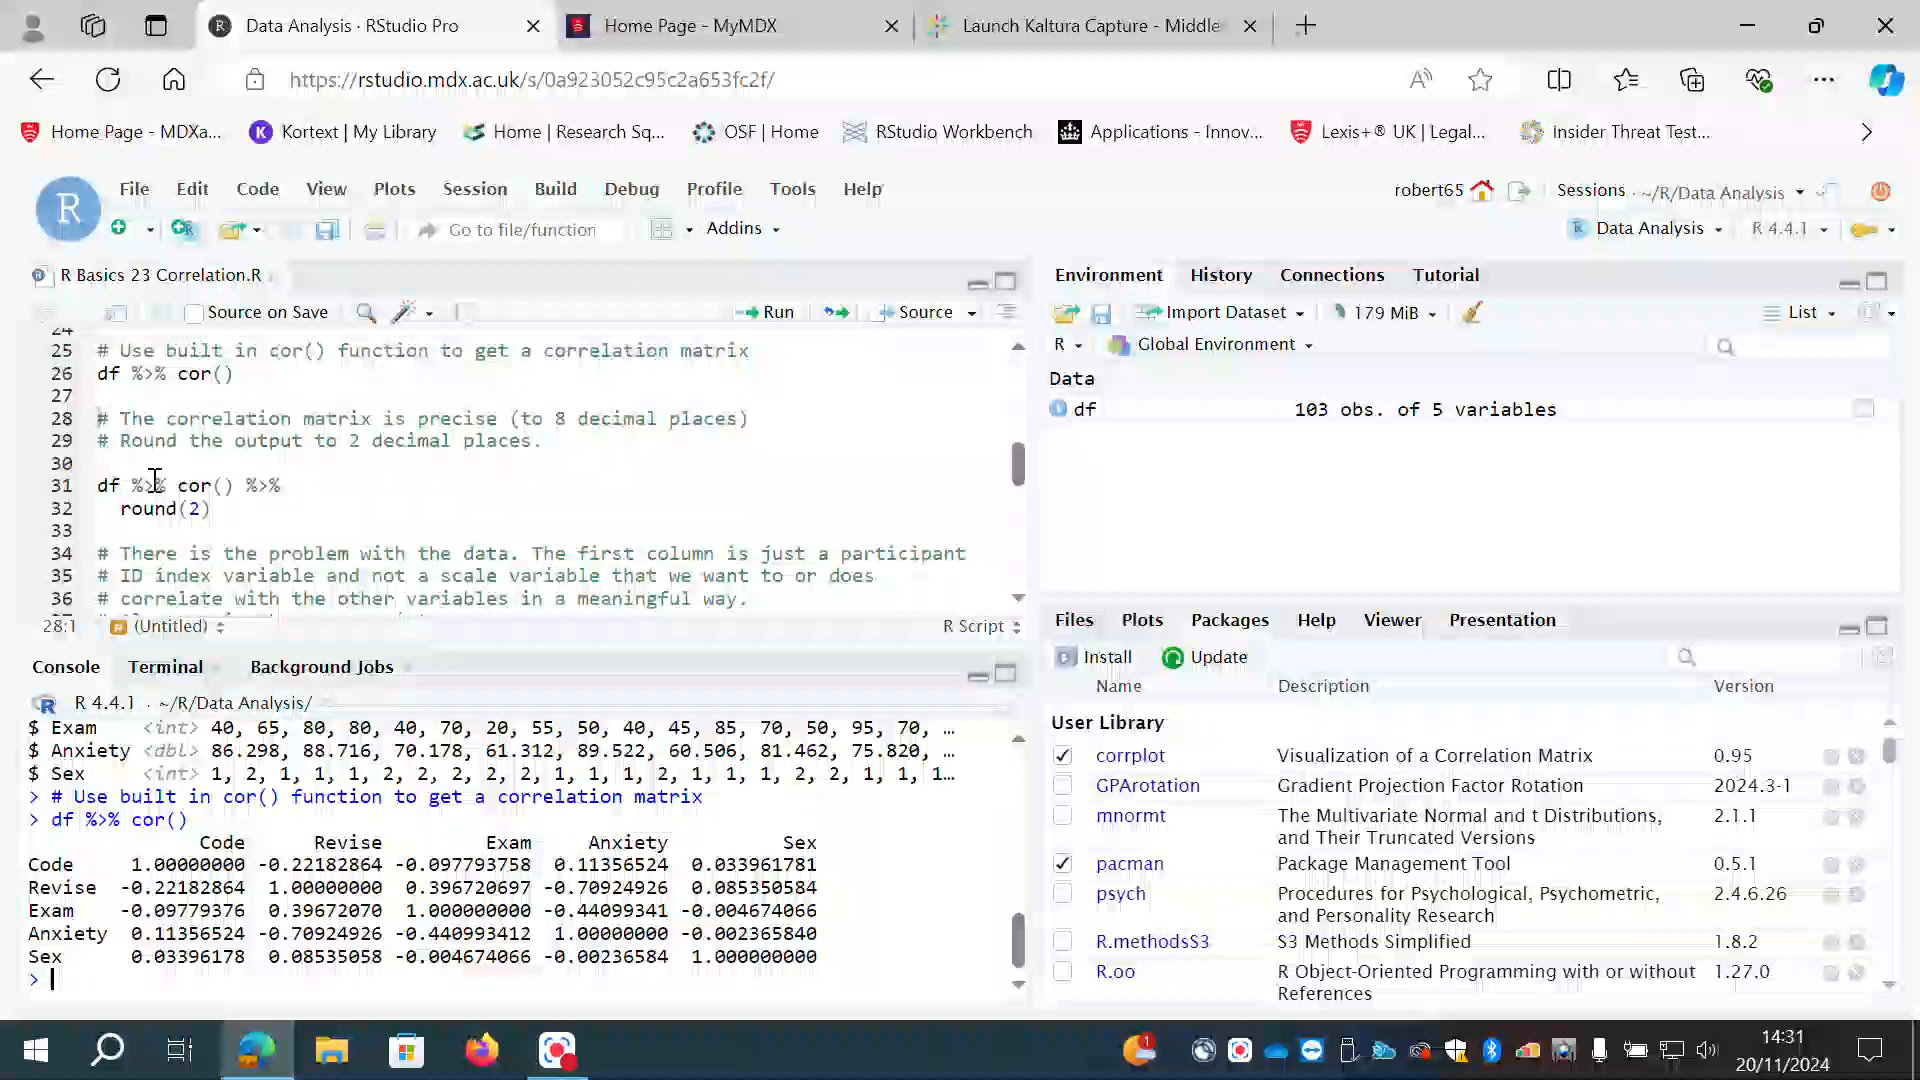 Data Analysis · RStudio Pro
Home Page - MyMDX
Launch Kaltura Capture - Middle
https://rstudio.mdx.ac.uk/s/0a923052c95c2a653fc2f/
Home Page - MDXa...
Kortext | My Library
Home | Research Sq...
OSF | Home
RStudio Workbench
Applications - Innov...
Lexis+® UK | Legal...
Insider Threat Test...
R
File Edit Code View Plots Session Build Debug Profile Tools Help
robert65
Sessions
~/R/Data Analysis
Go to file/function
Addins
Data Analysis
R 4.4.1
R Basics 23 Correlation.R
Source on Save
Run
Source
24
25 # Use built in cor() function to get a correlation matrix
26 df %>% cor()
27
28 # The correlation matrix is precise (to 8 decimal places)
29 # Round the output to 2 decimal places.
30
31 df %>% cor() %>%
32 round(2)
33
34 # There is the problem with the data. The first column is just a participant
35 # ID index variable and not a scale variable that we want to or does
36 # correlate with the other variables in a meaningful way.
28:1
(Untitled)
R Script
Console Terminal Background Jobs
R 4.4.1 · ~/R/Data Analysis/
$ Exam <int> 40, 65, 80, 80, 40, 70, 20, 55, 50, 40, 45, 85, 70, 50, 95, 70, …
$ Anxiety <dbl> 86.298, 88.716, 70.178, 61.312, 89.522, 60.506, 81.462, 75.820, …
$ Sex <int> 1, 2, 1, 1, 1, 2, 2, 2, 2, 2, 1, 1, 1, 2, 1, 1, 1, 2, 2, 1, 1, 1…
> # Use built in cor() function to get a correlation matrix
> df %>% cor()
Code Revise Exam Anxiety Sex
Code 1.00000000 -0.22182864 -0.097793758 0.11356524 0.033961781
Revise -0.22182864 1.00000000 0.396720697 -0.70924926 0.085350584
Exam -0.09779376 0.39672070 1.000000000 -0.44099341 -0.004674066
Anxiety 0.11356524 -0.70924926 -0.440993412 1.00000000 -0.002365840
Sex 0.03396178 0.08535058 -0.004674066 -0.00236584 1.000000000
>
Environment History Connections Tutorial
Import Dataset
179 MiB
List
R
Global Environment
Data
df 103 obs. of 5 variables
Files Plots Packages Help Viewer Presentation
Install
Update
Name Description Version
User Library
corrplot Visualization of a Correlation Matrix 0.95
GPArotation Gradient Projection Factor Rotation 2024.3-1
mnormt The Multivariate Normal and t Distributions, 2.1.1
and Their Truncated Versions
pacman Package Management Tool 0.5.1
psych Procedures for Psychological, Psychometric, 2.4.6.26
and Personality Research
R.methodsS3 S3 Methods Simplified 1.8.2
R.oo R Object-Oriented Programming with or without 1.27.0
References
1
14:31
20/11/2024